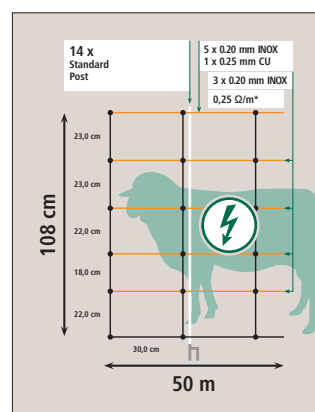 14 x
Standard
Post
5 x 0.20 mm INOX
1 x 0.25 mm CU
3 x 0.20 mm INOX
0,25 Ω/m*
108 cm
23,0 cm
23,0 cm
22,0 cm
18,0 cm
22,0 cm
30,0 cm
50 m